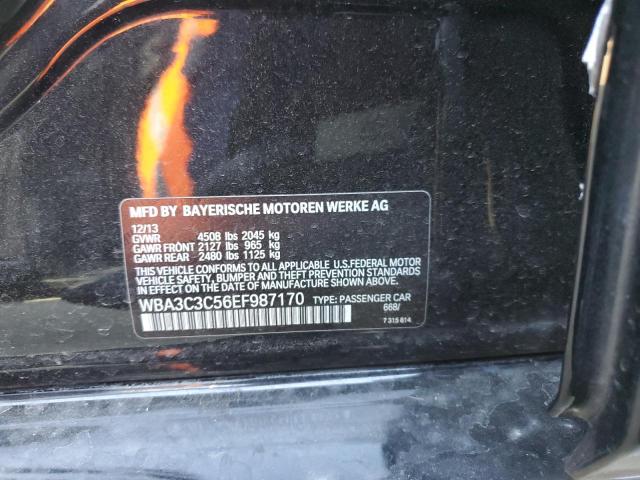 MFD BY BAYERISCHE MOTOREN WERKE AG
12/13
GVWR 4508 lbs 2045 kg
GAWR FRONT 2127 lbs 965 kg
GAWR REAR 2480 lbs 1125 kg
THIS VEHICLE CONFORMS TO ALL APPLICABLE U.S.FEDERAL MOTOR
VEHICLE SAFETY, BUMPER AND THEFT PREVENTION STANDARDS
IN EFFECT ON THE DATE OF MANUFACTURE SHOWN ABOVE.
WBA3C3C56EF987170 TYPE: PASSENGER CAR
668/
7 315 614